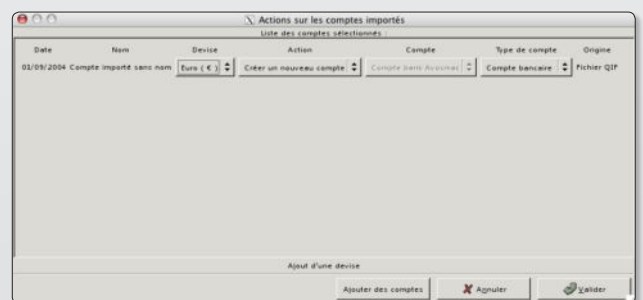 Actions sur les comptes importés
Liste des comptes sélectionnés :
Date Nom Devise Action Compte Type de compte Origine
01/09/2004 Compte importé sans nom Euro ( € ) Créer un nouveau compte Compte bank Compte bancaire Fichier QIF
Ajout d'une devise
Ajouter des comptes Annuler Valider